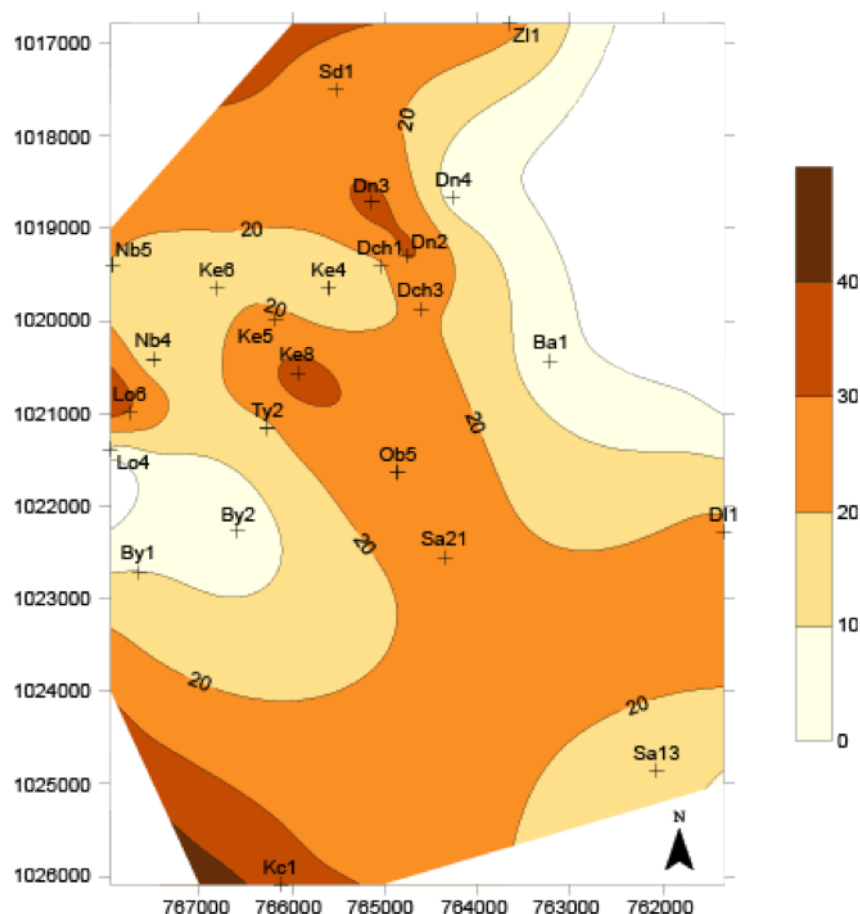 1017000
Zl1
Sd1
1018000
20
Dn3
Dn4
1019000
20
Dn2
Nb5
Dch1
Ke6
Ke4
Dch3
20
1020000
Ke5
Nb4
Ba1
Ke8
40
30
20
10
0
Lo6
1021000
Ty2
20
Ob5
Lo4
1022000
By2
Dl1
20
Sa21
By1
1023000
1024000
20
20
Sa13
1025000
N
Kc1
1026000
767000 766000 765000 764000 763000 762000